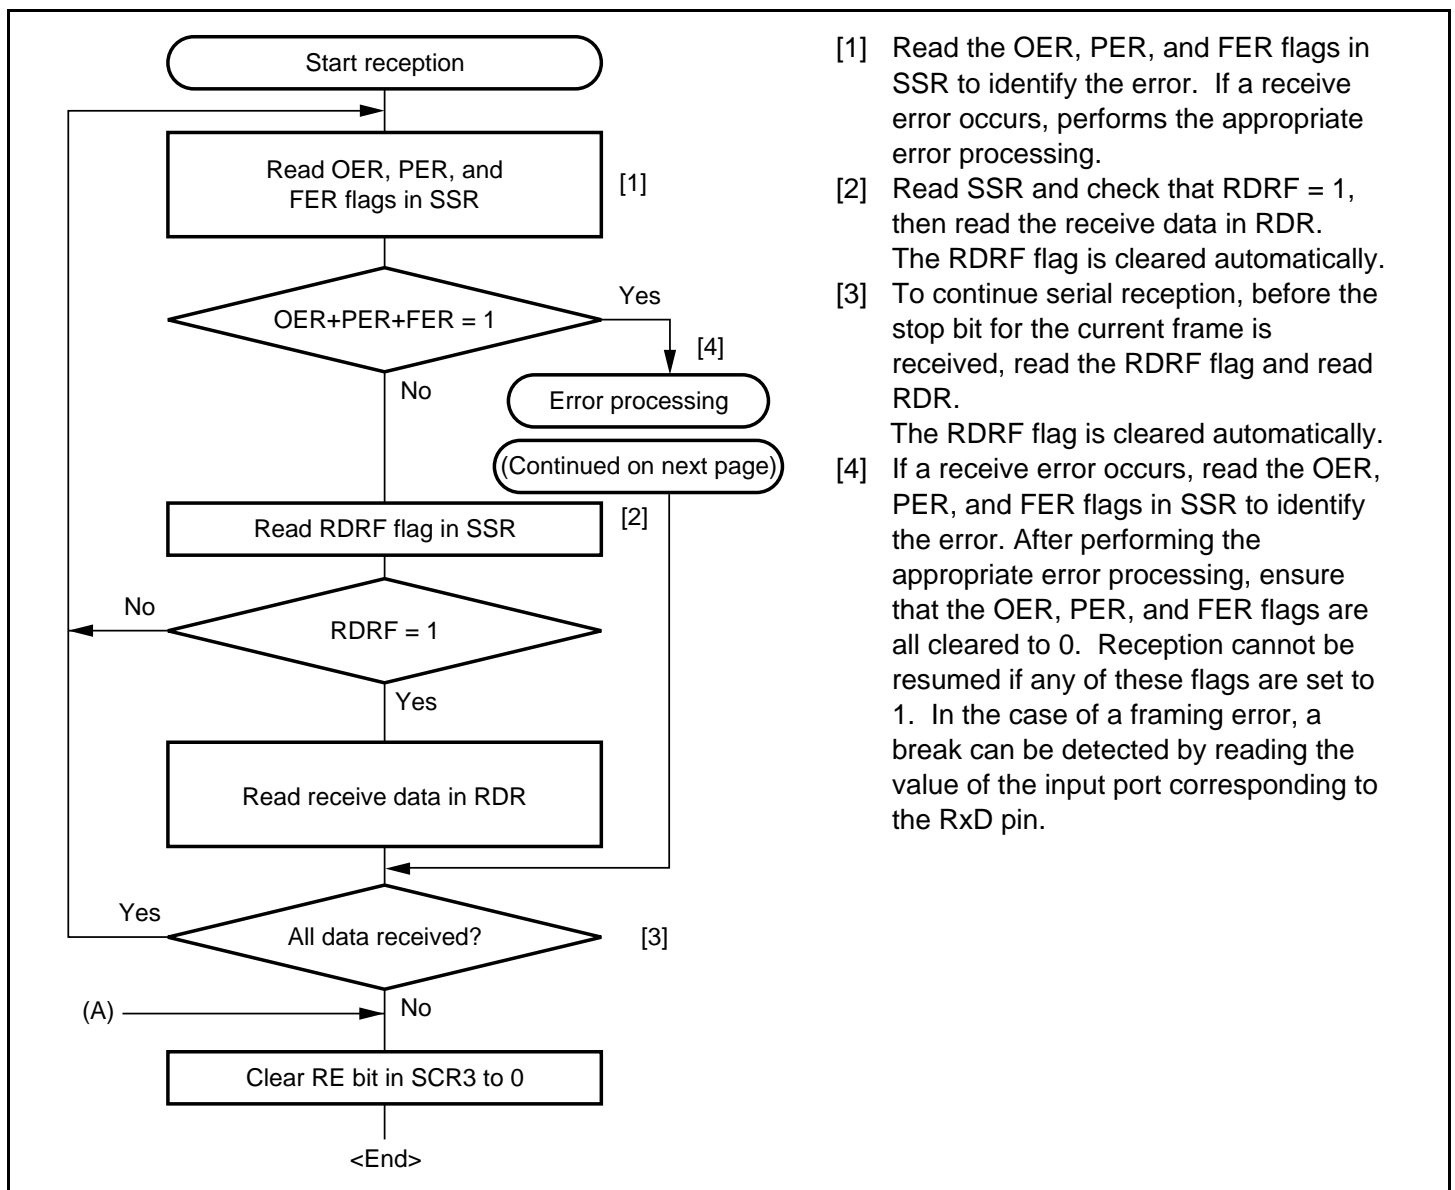 Start reception
Read OER, PER, and
FER flags in SSR
[1]
OER+PER+FER = 1
Yes
No
[4]
Error processing
(Continued on next page)
Read RDRF flag in SSR
[2]
No
RDRF = 1
Yes
Read receive data in RDR
Yes
All data received?
[3]
(A)
No
Clear RE bit in SCR3 to 0
<End>
[1] Read the OER, PER, and FER flags in
SSR to identify the error. If a receive
error occurs, performs the appropriate
error processing.
[2] Read SSR and check that RDRF = 1,
then read the receive data in RDR.
The RDRF flag is cleared automatically.
[3] To continue serial reception, before the
stop bit for the current frame is
received, read the RDRF flag and read
RDR.
The RDRF flag is cleared automatically.
[4] If a receive error occurs, read the OER,
PER, and FER flags in SSR to identify
the error. After performing the
appropriate error processing, ensure
that the OER, PER, and FER flags are
all cleared to 0. Reception cannot be
resumed if any of these flags are set to
1. In the case of a framing error, a
break can be detected by reading the
value of the input port corresponding to
the RxD pin.